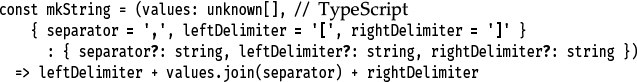 const mkString = (values: unknown[], // TypeScript
    { separator = ',', leftDelimiter = '[', rightDelimiter = ']' }
      : { separator?: string, leftDelimiter?: string, rightDelimiter?: string })
  => leftDelimiter + values.join(separator) + rightDelimiter